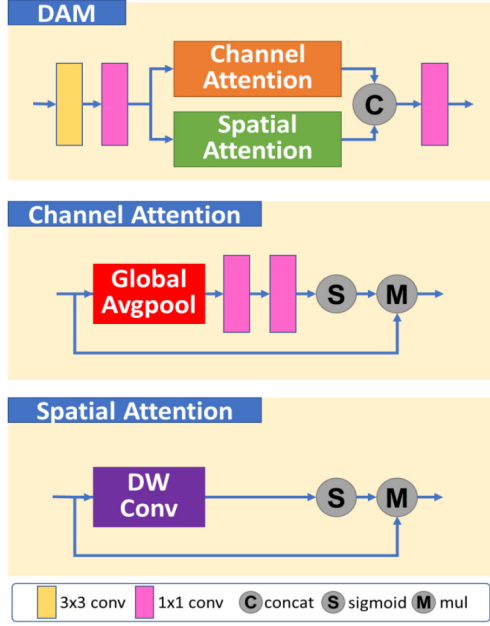 DAM
Channel
Attention
Spatial
Attention
C
Channel Attention
Global
Avgpool
S
M
Spatial Attention
DW
Conv
S
M
3x3 conv
1x1 conv
C concat
S sigmoid
M mul